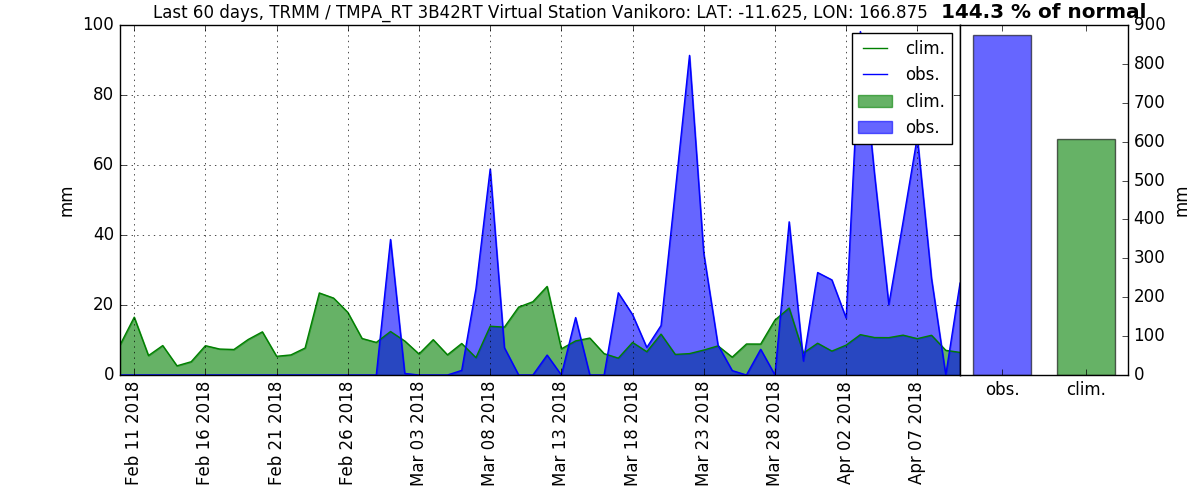 Last 60 days, TRMM / TMPA_RT 3B42RT Virtual Station Vanikoro: LAT: -11.625, LON: 166.875 144.3 % of normal
100
80
60
40
20
0
mm
clim.
obs.
clim.
obs.
900
800
700
600
500
400
300
200
100
0
mm
obs.
clim.
Feb 11 2018
Feb 16 2018
Feb 21 2018
Feb 26 2018
Mar 03 2018
Mar 08 2018
Mar 13 2018
Mar 18 2018
Mar 23 2018
Mar 28 2018
Apr 02 2018
Apr 07 2018